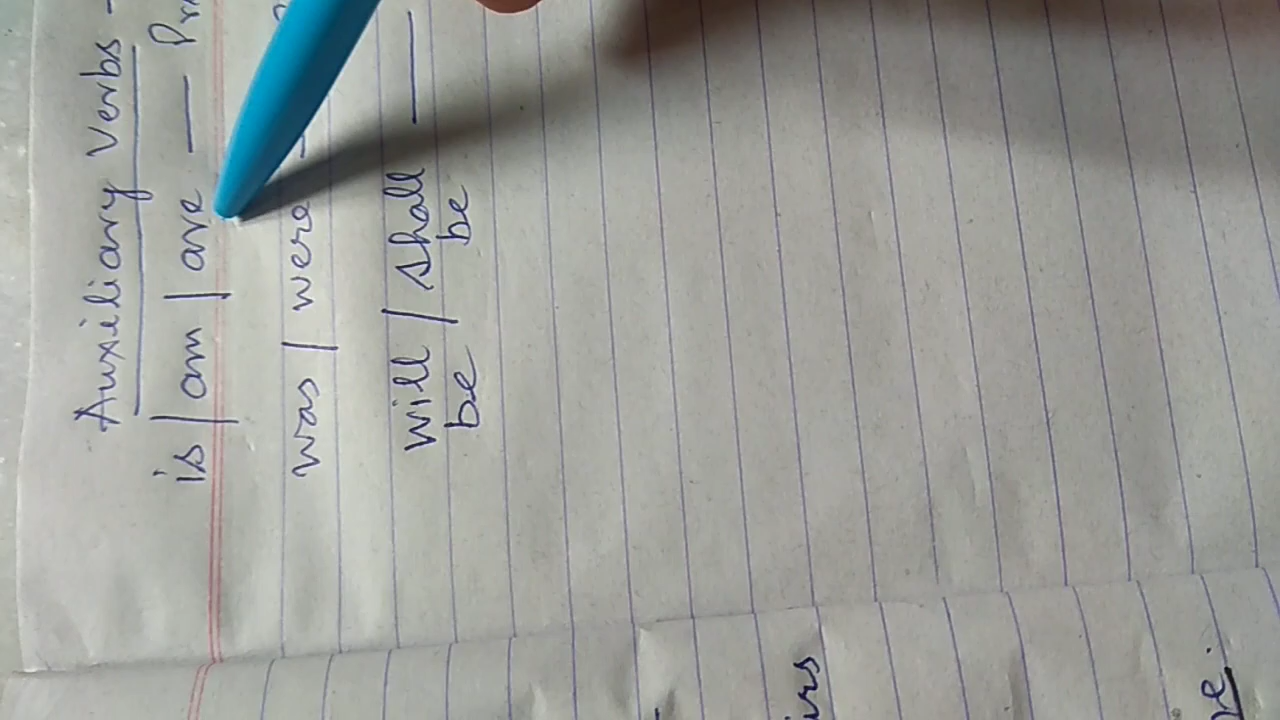 Auxiliary Verbs -
is / am / are —
was / were -
will / shall —
be be